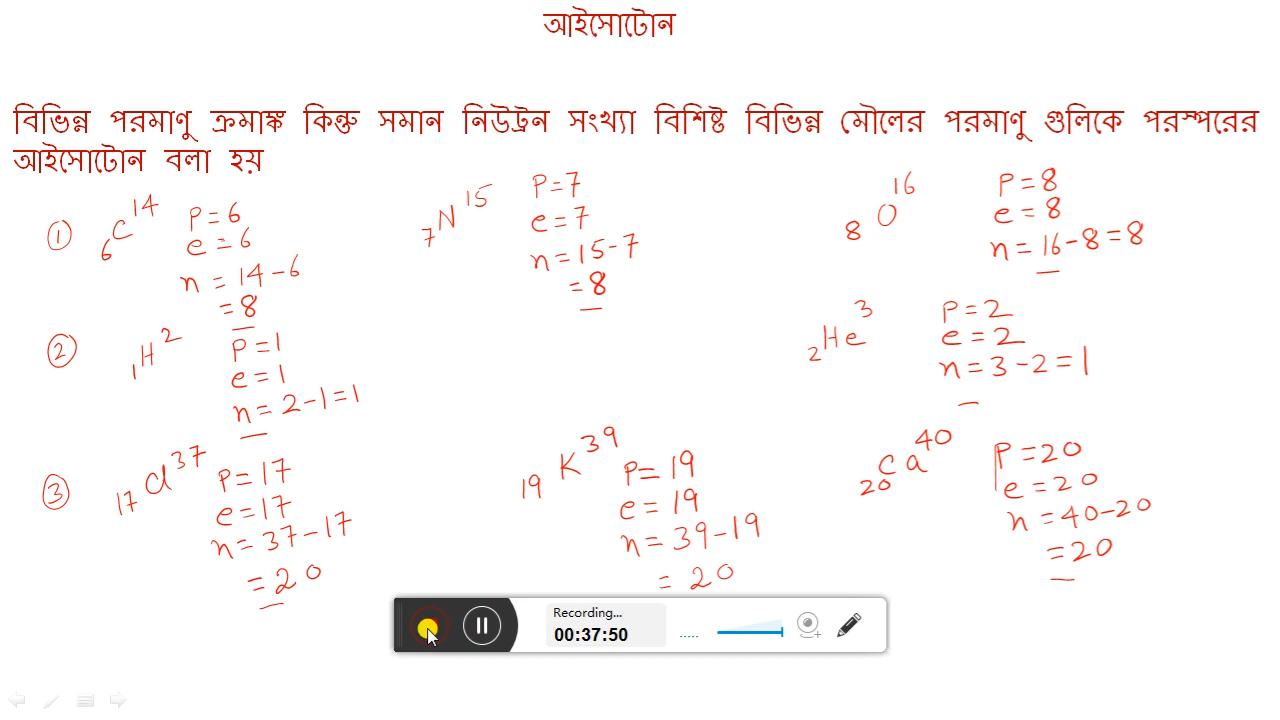 আইসোটোন
বিভিন্ন পরমাণু ক্রমাঙ্ক কিন্তু সমান নিউট্রন সংখ্যা বিশিষ্ট বিভিন্ন মৌলের পরমাণু গুলিকে পরস্পরের
আইসোটোন বলা হয়
① ₆C¹⁴
P=6
e=6
n=14-6
=8
₇N¹⁵
P=7
e=7
n=15-7
=8
₈O¹⁶
P=8
e=8
n=16-8=8
② ₁H²
P=1
e=1
n=2-1=1
₂He³
P=2
e=2
n=3-2=1
③ ₁₇Cl³⁷
P=17
e=17
n=37-17
=20
₁₉K³⁹
P=19
e=19
n=39-19
=20
₂₀Ca⁴⁰
P=20
e=20
n=40-20
=20
Recording...
00:37:50